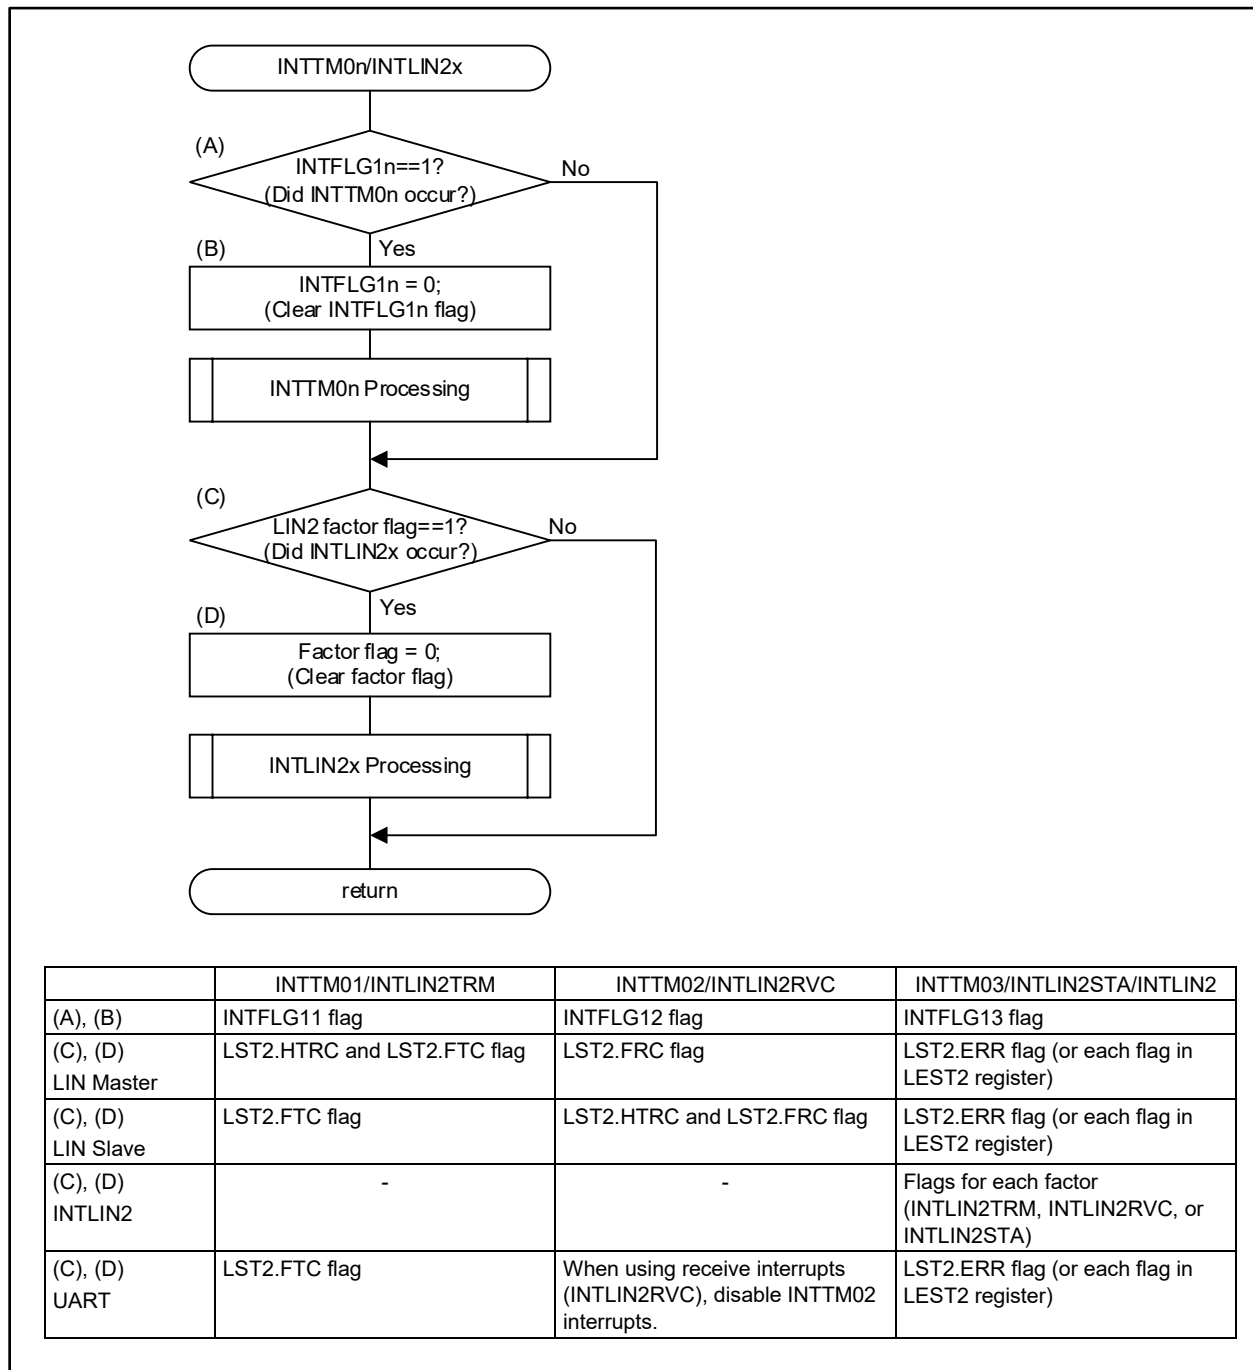 INTTM0n/INTLIN2x
(A)
INTFLG1n==1?
(Did INTTM0n occur?)
No
Yes
(B)
INTFLG1n = 0;
(Clear INTFLG1n flag)
INTTM0n Processing
(C)
LIN2 factor flag==1?
(Did INTLIN2x occur?)
No
Yes
(D)
Factor flag = 0;
(Clear factor flag)
INTLIN2x Processing
return
INTTM01/INTLIN2TRM
INTTM02/INTLIN2RVC
INTTM03/INTLIN2STA/INTLIN2
(A), (B)
INTFLG11 flag
INTFLG12 flag
INTFLG13 flag
(C), (D)
LIN Master
LST2.HTRC and LST2.FTC flag
LST2.FRC flag
LST2.ERR flag (or each flag in
LEST2 register)
(C), (D)
LIN Slave
LST2.FTC flag
LST2.HTRC and LST2.FRC flag
LST2.ERR flag (or each flag in
LEST2 register)
(C), (D)
INTLIN2
-
-
Flags for each factor
(INTLIN2TRM, INTLIN2RVC, or
INTLIN2STA)
(C), (D)
UART
LST2.FTC flag
When using receive interrupts
(INTLIN2RVC), disable INTTM02
interrupts.
LST2.ERR flag (or each flag in
LEST2 register)